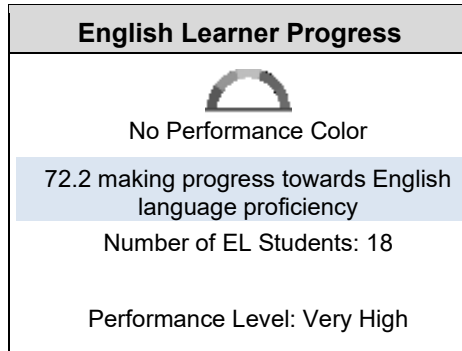 English Learner Progress
No Performance Color
72.2 making progress towards English
language proficiency
Number of EL Students: 18
Performance Level: Very High